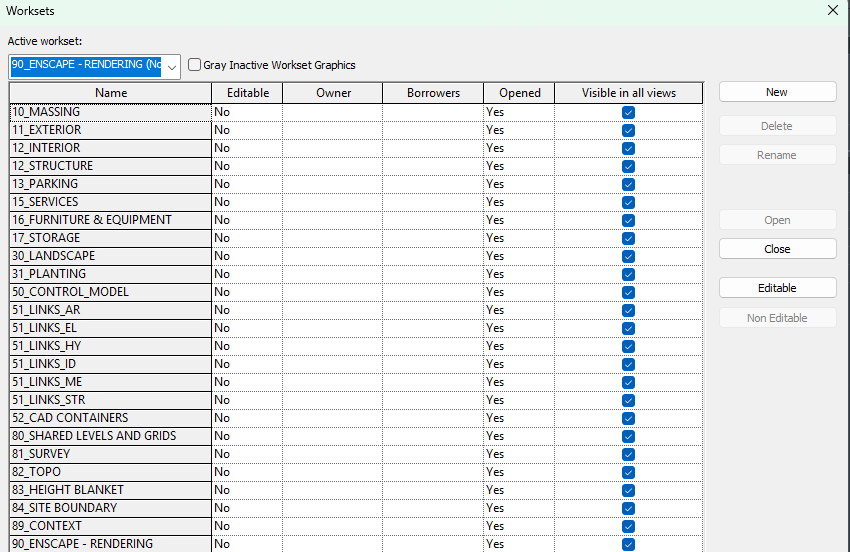 Worksets
Active workset:
90_ENSCAPE - RENDERING (No
Gray Inactive Workset Graphics
Name Editable Owner Borrowers Opened Visible in all views
10_MASSING No Yes
11_EXTERIOR No Yes
12_INTERIOR No Yes
12_STRUCTURE No Yes
13_PARKING No Yes
15_SERVICES No Yes
16_FURNITURE & EQUIPMENT No Yes
17_STORAGE No Yes
30_LANDSCAPE No Yes
31_PLANTING No Yes
50_CONTROL_MODEL No Yes
51_LINKS_AR No Yes
51_LINKS_EL No Yes
51_LINKS_HY No Yes
51_LINKS_ID No Yes
51_LINKS_ME No Yes
51_LINKS_STR No Yes
52_CAD CONTAINERS No Yes
80_SHARED LEVELS AND GRIDS No Yes
81_SURVEY No Yes
82_TOPO No Yes
83_HEIGHT BLANKET No Yes
84_SITE BOUNDARY No Yes
89_CONTEXT No Yes
90_ENSCAPE - RENDERING No Yes
New
Delete
Rename
Open
Close
Editable
Non Editable